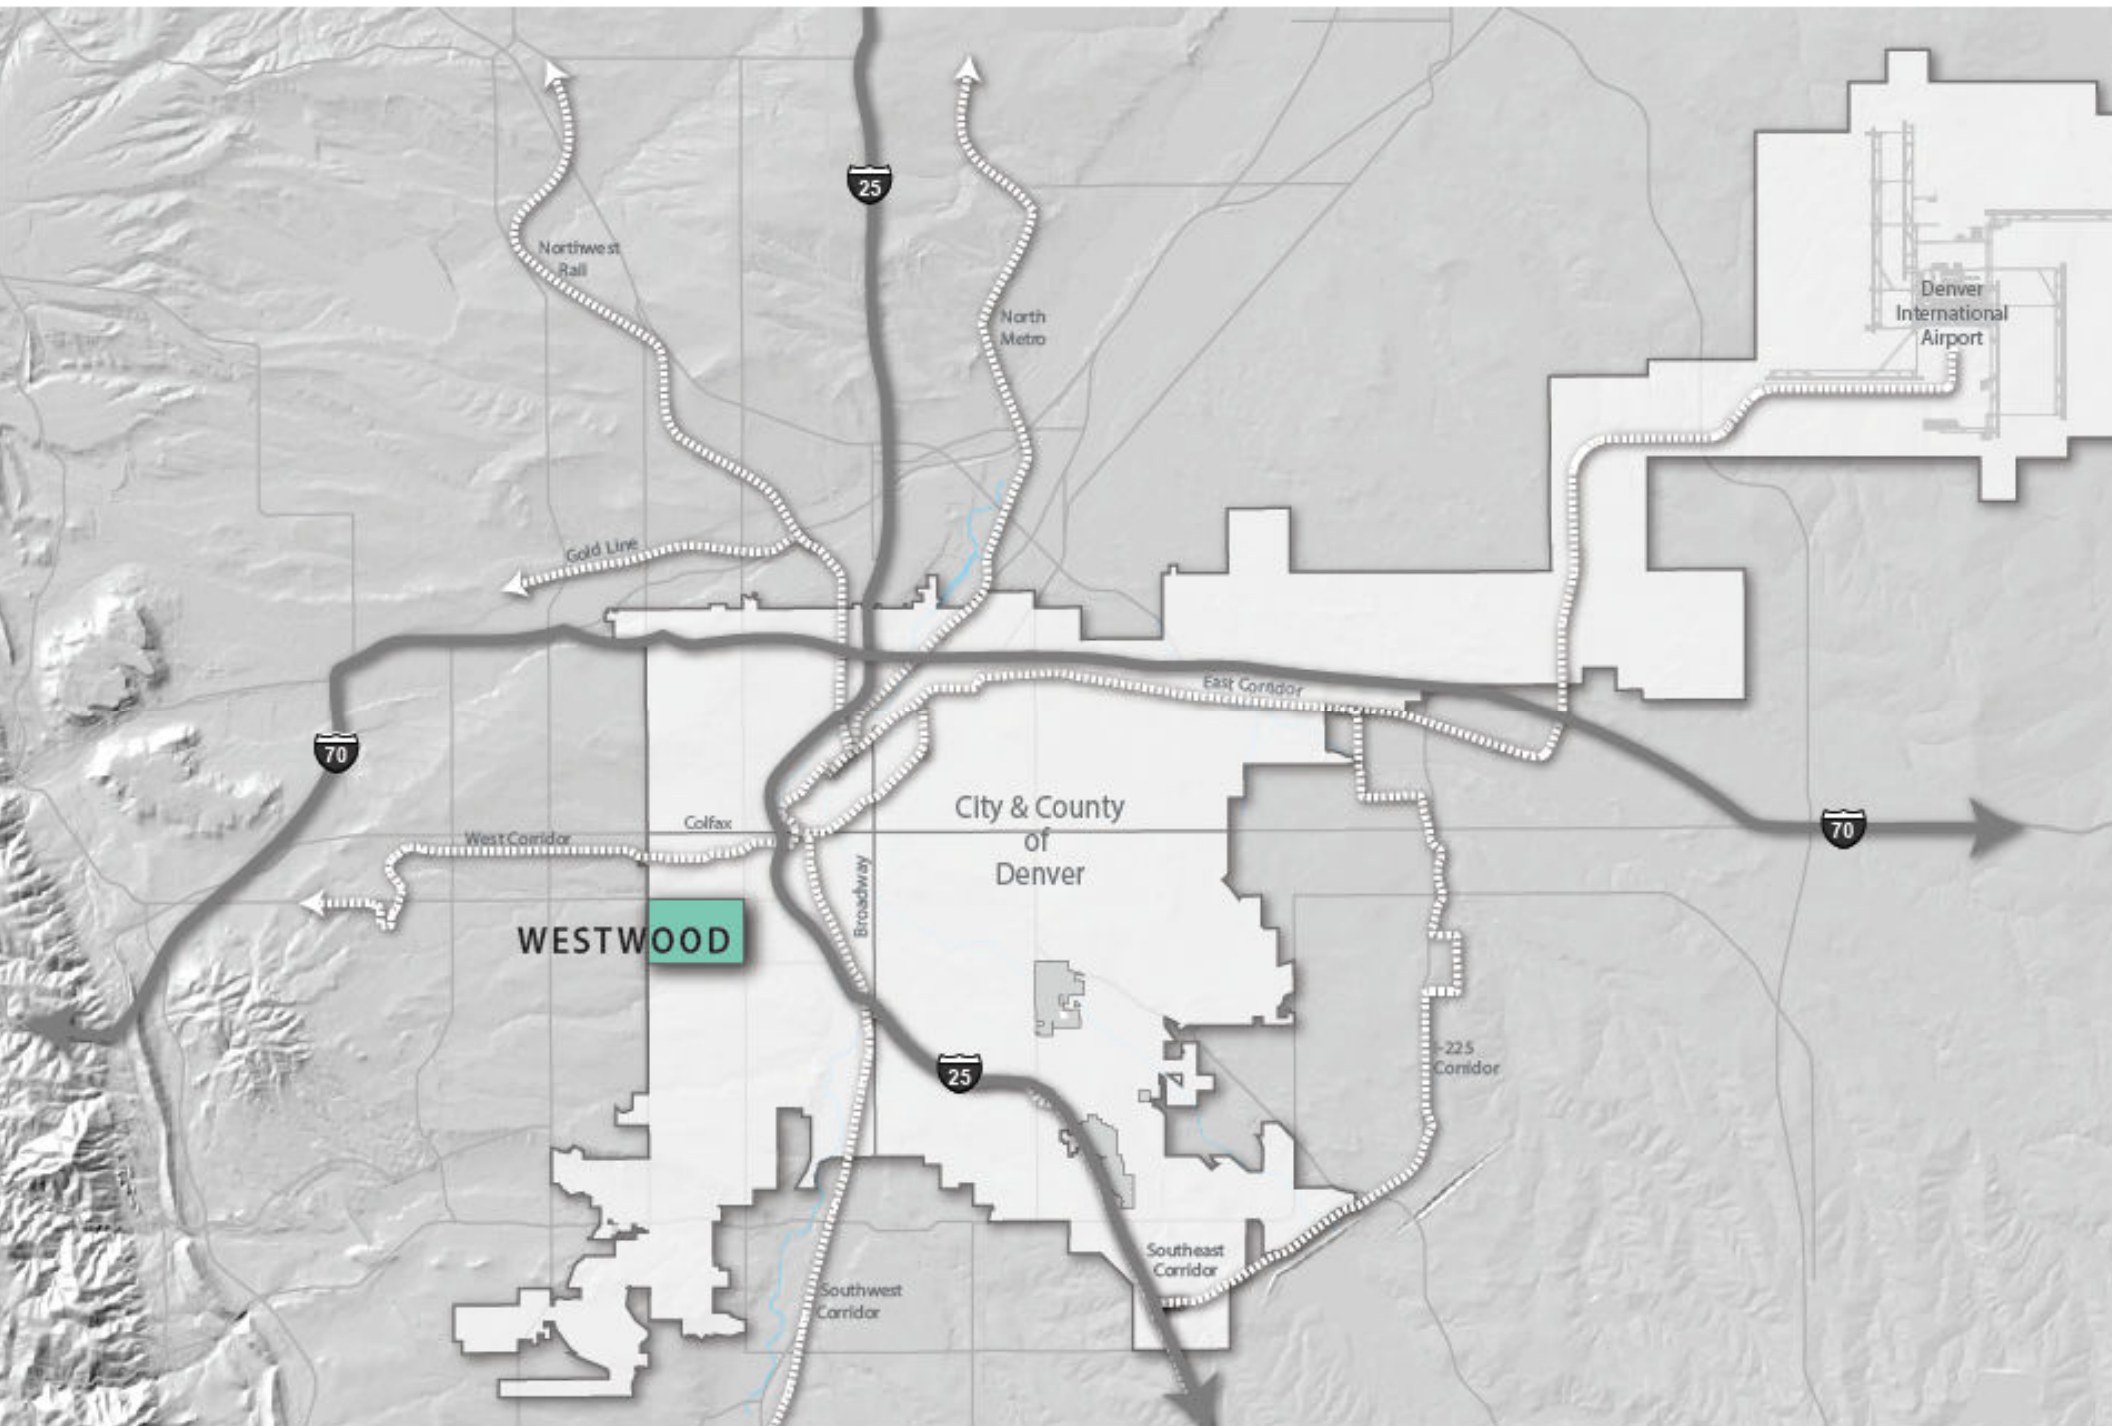 25
Northwest
Rail
North
Metro
Denver
International
Airport
Gold Line
East Corridor
70
City & County
of
Denver
Colfax
West Corridor
70
Broadway
WESTWOOD
-225
Corridor
25
Southeast
Corridor
Southwest
Corridor